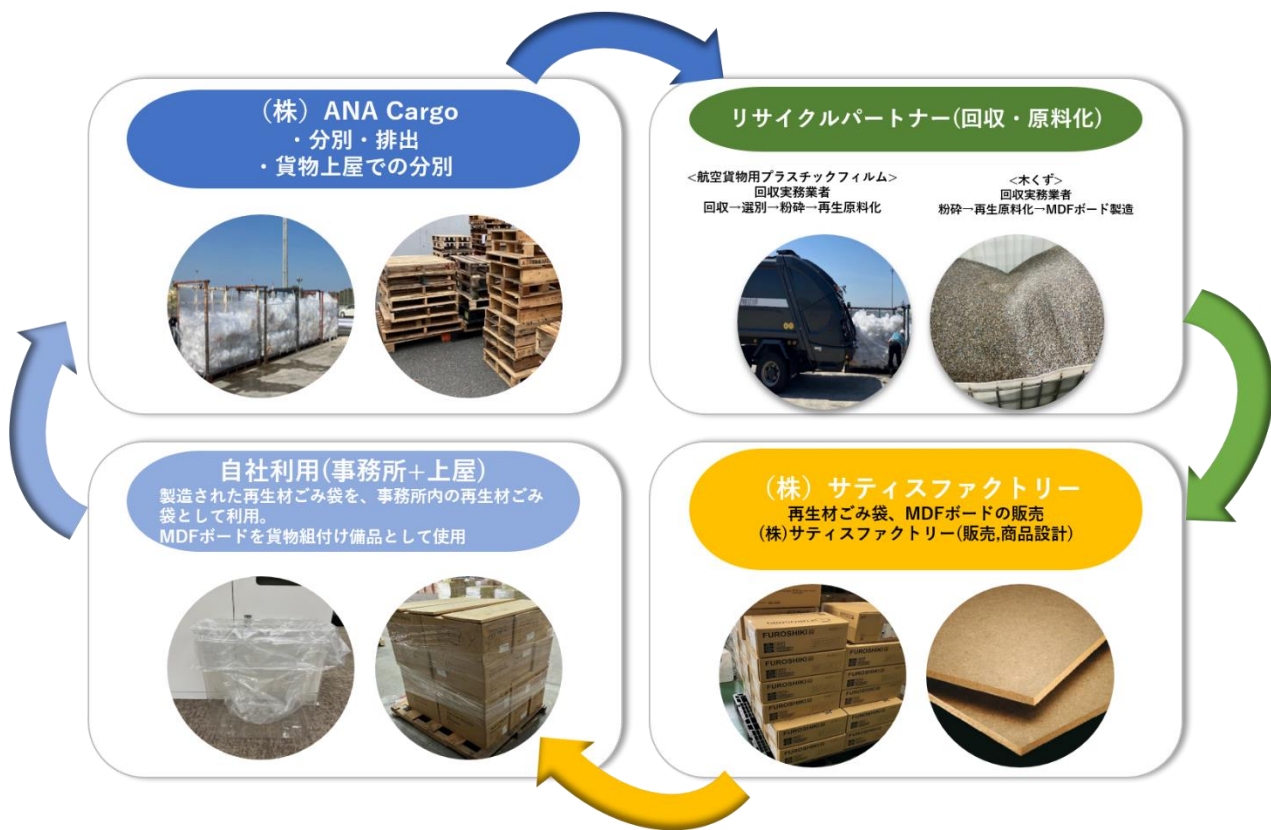 （株）ANA Cargo
・分別・排出
・貨物上屋での分別
リサイクルパートナー(回収・原料化)
<航空貨物用プラスチックフィルム>
回収実務業者
回収→選別→粉砕→再生原料化
<木くず>
回収実務業者
粉砕→再生原料化→MDFボード製造
自社利用(事務所+上屋)
製造された再生材ごみ袋を、事務所内の再生材ごみ
袋として利用。
MDFボードを貨物組付け備品として使用
（株）サティスファクトリー
再生材ごみ袋、MDFボードの販売
(株)サティスファクトリー(販売,商品設計)
FUROSHIKI
FUROSHIKI
FUROSHIKI
FUROSHIKI